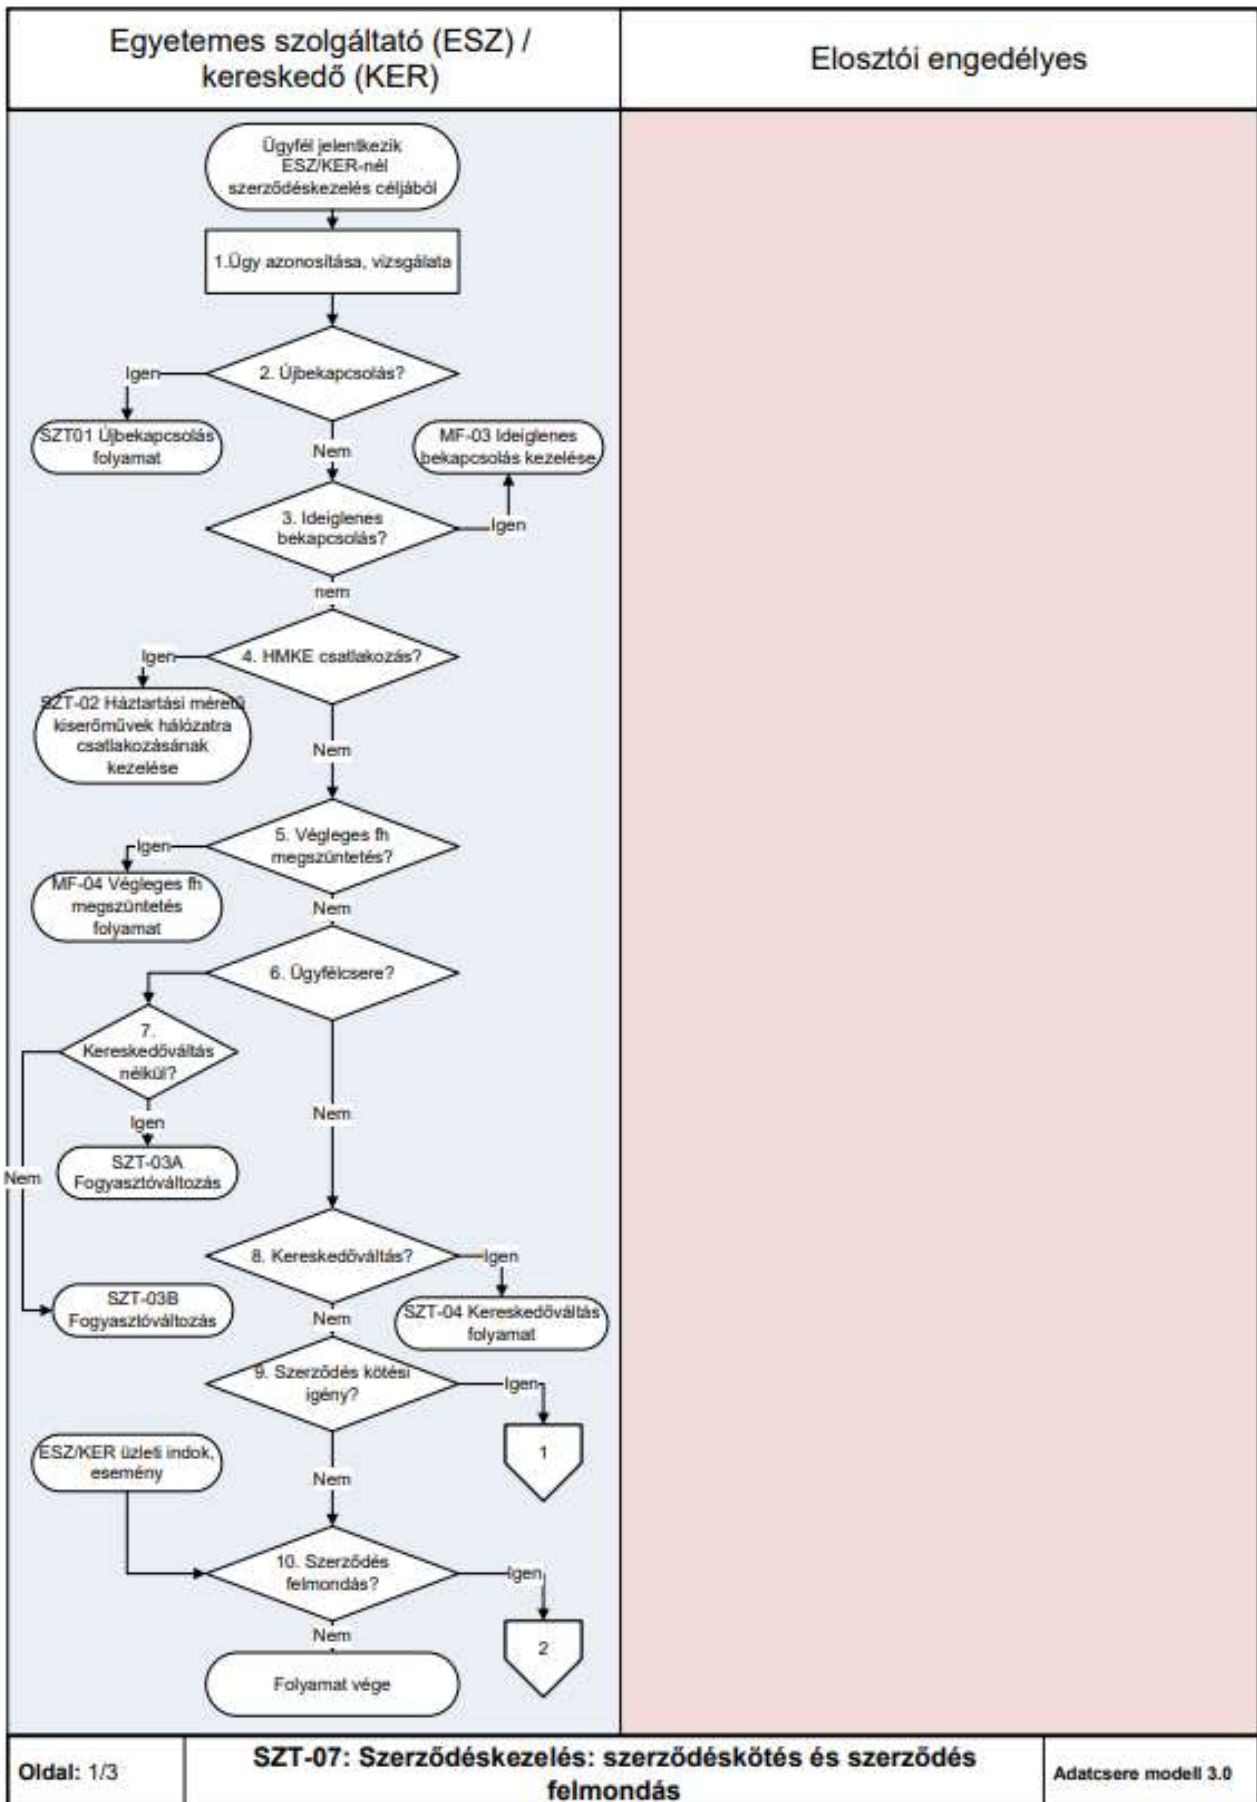 Egyetemes szolgáltató (ESZ) /
kereskedő (KER)
Elosztói engedélyes
Ügyfél jelentkezik
ESZ/KER-nél
szerződéskezelés céljából
1.Ügy azonosítása, vizsgálata
2. Újbekapcsolás?
Igen
SZT01 Újbekapcsolás
folyamat
Nem
MF-03 Ideiglenes
bekapcsolás kezelése
3. Ideiglenes
bekapcsolás?
Igen
nem
4. HMKE csatlakozás?
Igen
SZT-02 Háztartási méretű
kiserőművek hálózatra
csatlakozásának
kezelése
Nem
5. Végleges fh
megszüntetés?
Igen
MF-04 Végleges fh
megszüntetés
folyamat
Nem
6. Ügyfélcsere?
7.
Kereskedőváltás
nélkül?
Igen
Nem
SZT-03A
Fogyasztóváltozás
Nem
8. Kereskedőváltás?
Igen
SZT-03B
Fogyasztóváltozás
SZT-04 Kereskedőváltás
folyamat
Nem
9. Szerződés kötési
igény?
Igen
1
ESZ/KER üzleti indok,
esemény
Nem
10. Szerződés
felmondás?
Igen
2
Nem
Folyamat vége
Oldal: 1/3
SZT-07: Szerződéskezelés: szerződéskötés és szerződés
felmondás
Adatcsere modell 3.0